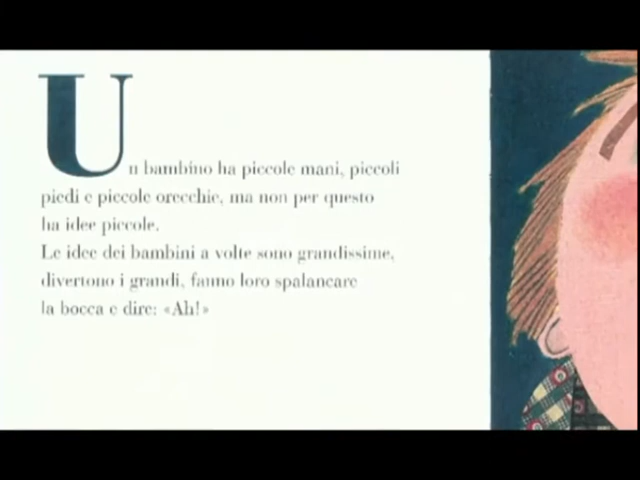 Un bambino ha piccole mani, piccoli
piedi e piccole orecchie, ma non per questo
ha idee piccole.
Le idee dei bambini a volte sono grandissime,
divertono i grandi, fanno loro spalancare
la bocca e dire: «Ah!»